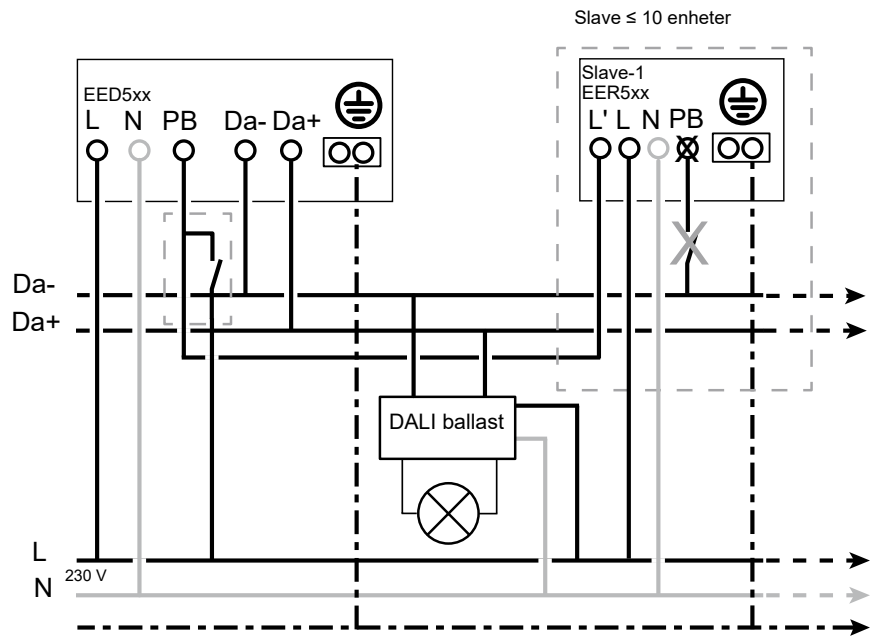 Slave ≤ 10 enheter
EED5xx
L N PB Da- Da+
Slave-1
EER5xx
L' L N PB
X
X
Da-
Da+
DALI ballast
L
230 V
N